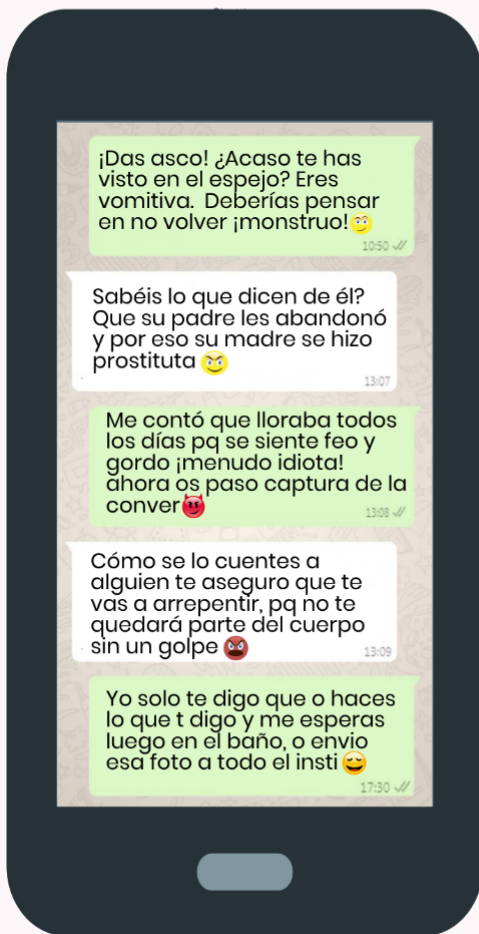 ¡Das asco! ¿Acaso te has
visto en el espejo? Eres
vomitiva. Deberías pensar
en no volver ¡monstruo!
10:50
Sabéis lo que dicen de él?
Que su padre les abandonó
y por eso su madre se hizo
prostituta
13:07
Me contó que lloraba todos
los días pq se siente feo y
gordo ¡menudo idiota!
ahora os paso captura de la
conver
13:08
Cómo se lo cuentes a
alguien te aseguro que te
vas a arrepentir, pq no te
quedará parte del cuerpo
sin un golpe
13:09
Yo solo te digo que o haces
lo que t digo y me esperas
luego en el baño, o envio
esa foto a todo el insti
17:30